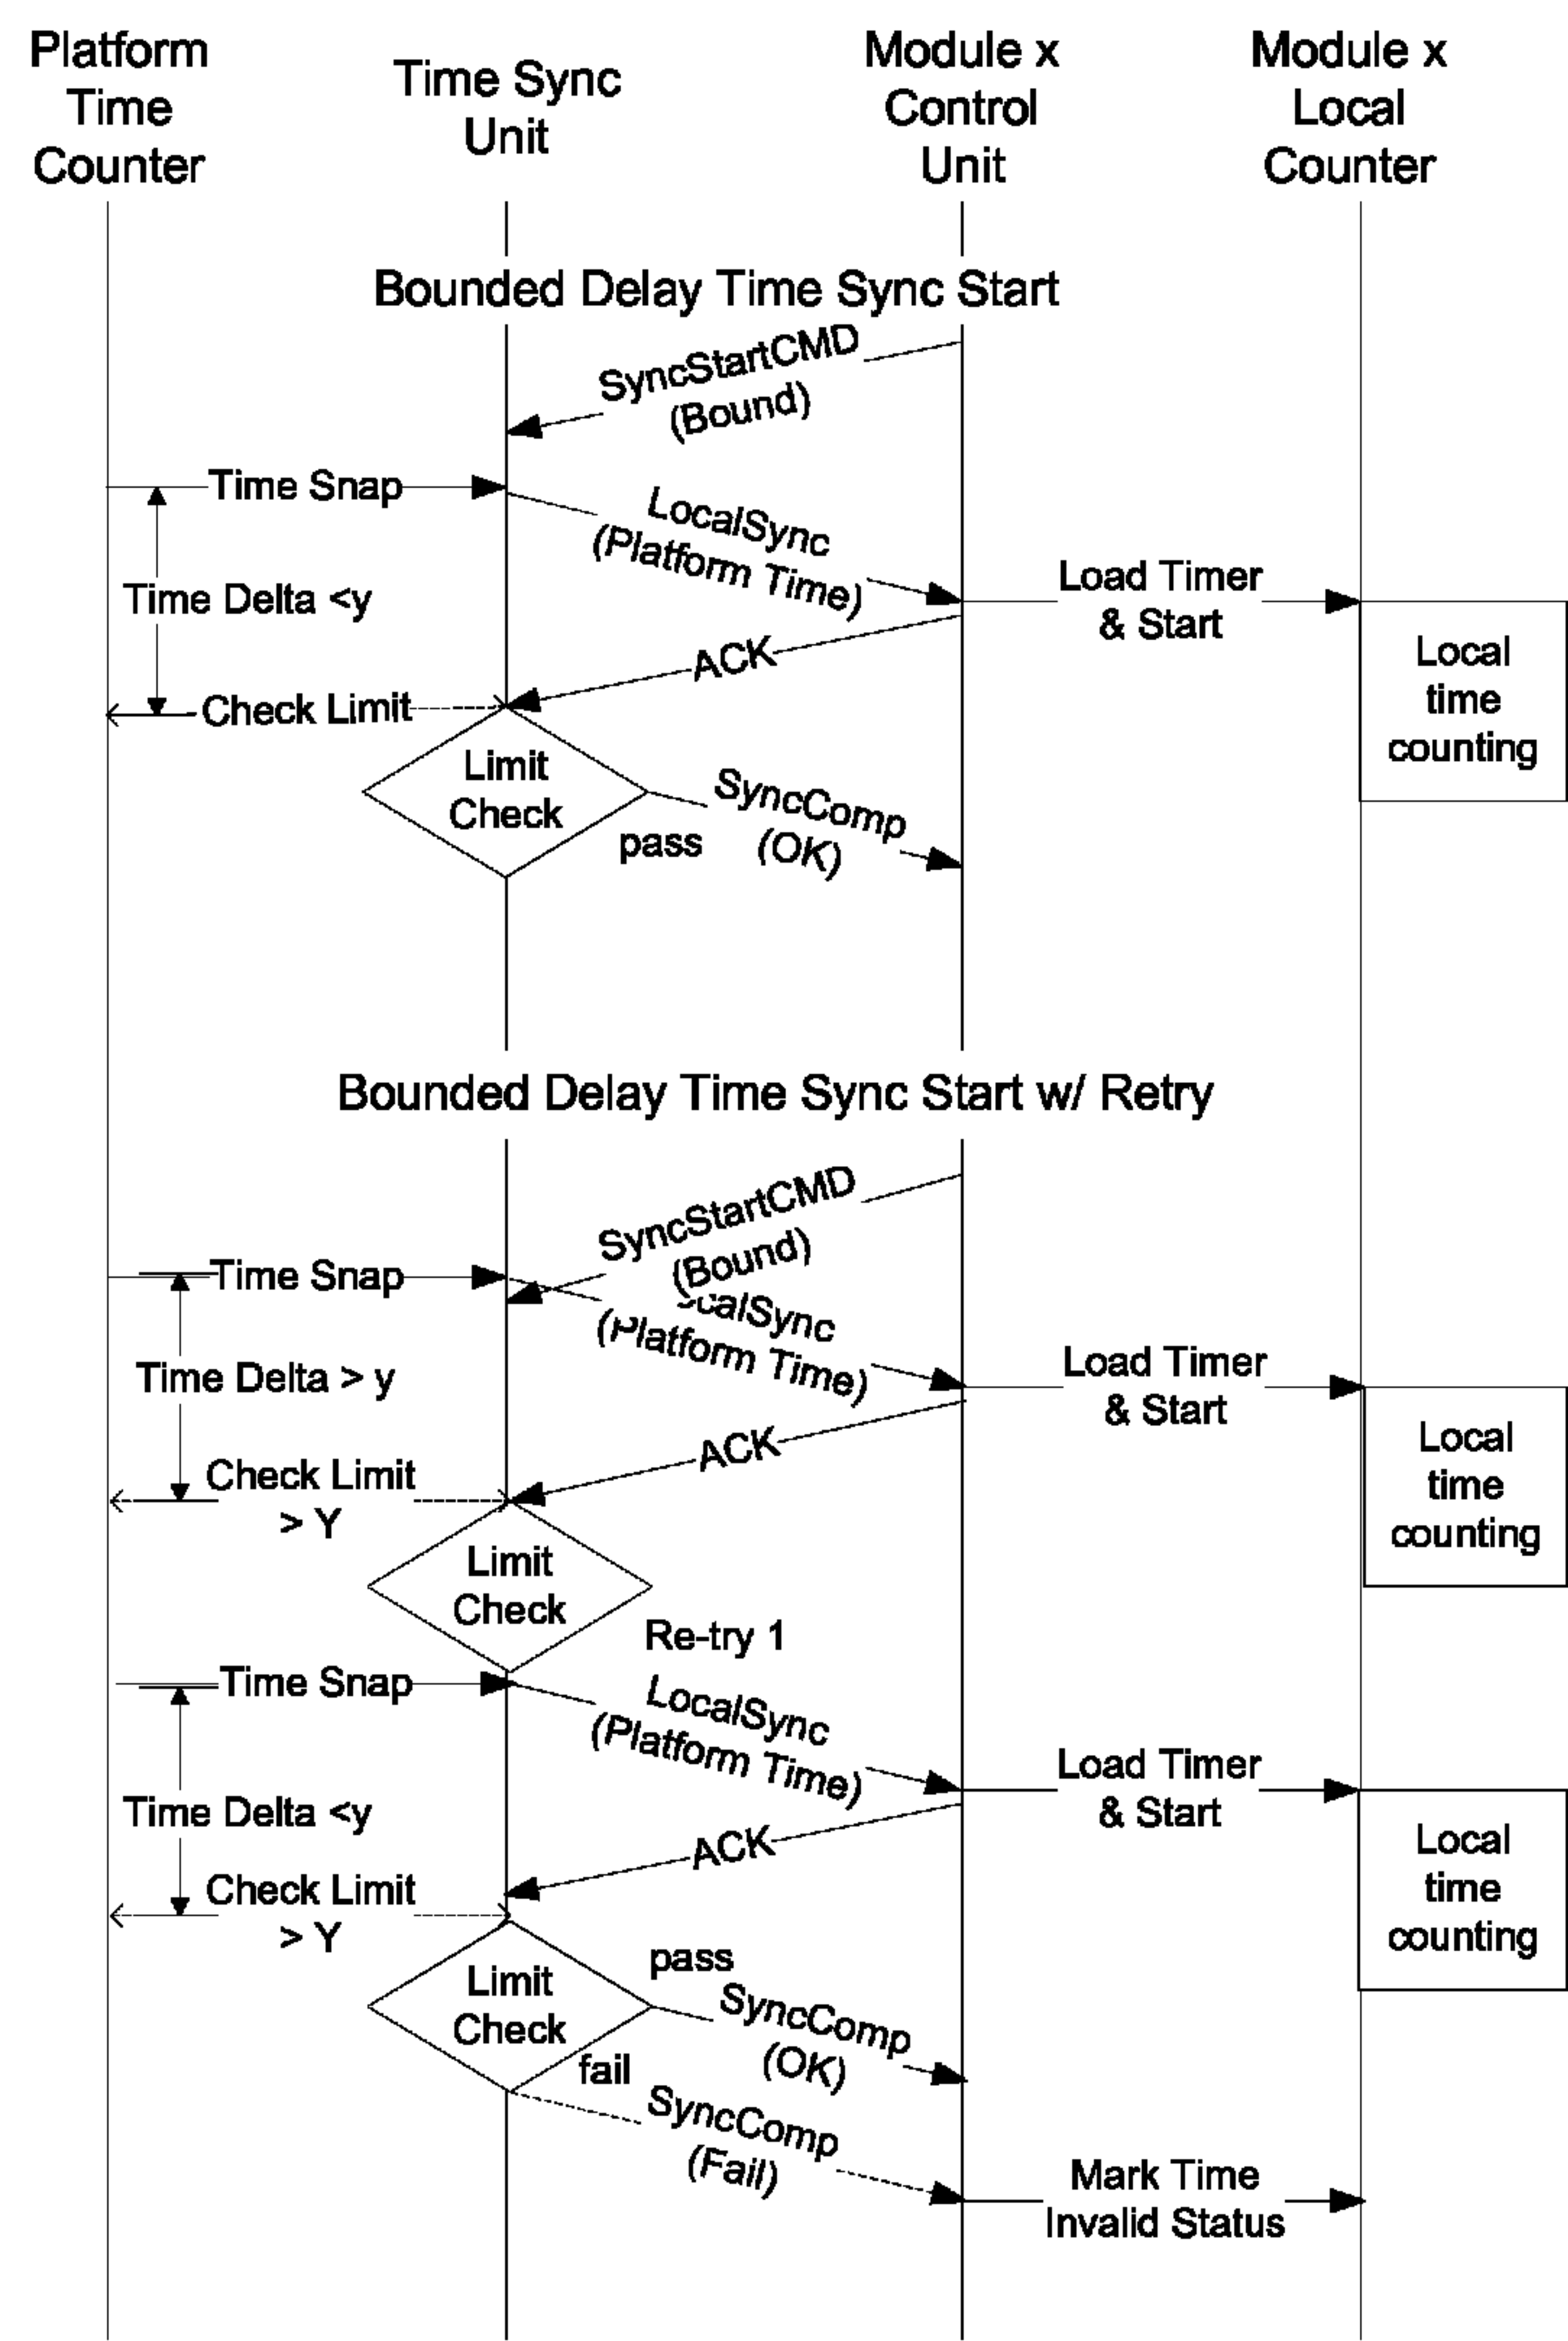 Platform
Time
Counter
Time Sync
Unit
Module x
Control
Unit
Module x
Local
Counter
Bounded Delay Time Sync Start
SyncStartCMD
(Bound)
Time Snap
LocalSync
(Platform Time)
Time Delta <y
Load Timer
& Start
ACK
Local
time
counting
Check Limit
Limit
Check
pass
SyncComp
(OK)
Bounded Delay Time Sync Start w/ Retry
SyncStartCMD
(Bound)
Time Snap
calSync
(Platform Time)
Time Delta > y
Load Timer
& Start
ACK
Local
time
counting
Check Limit
> Y
Limit
Check
Re-try 1
Time Snap
LocalSync
(Platform Time)
Load Timer
& Start
Time Delta <y
ACK
Local
time
counting
Check Limit
> Y
Limit
Check
pass
SyncComp
(OK)
fail
SyncComp
(Fail)
Mark Time
Invalid Status